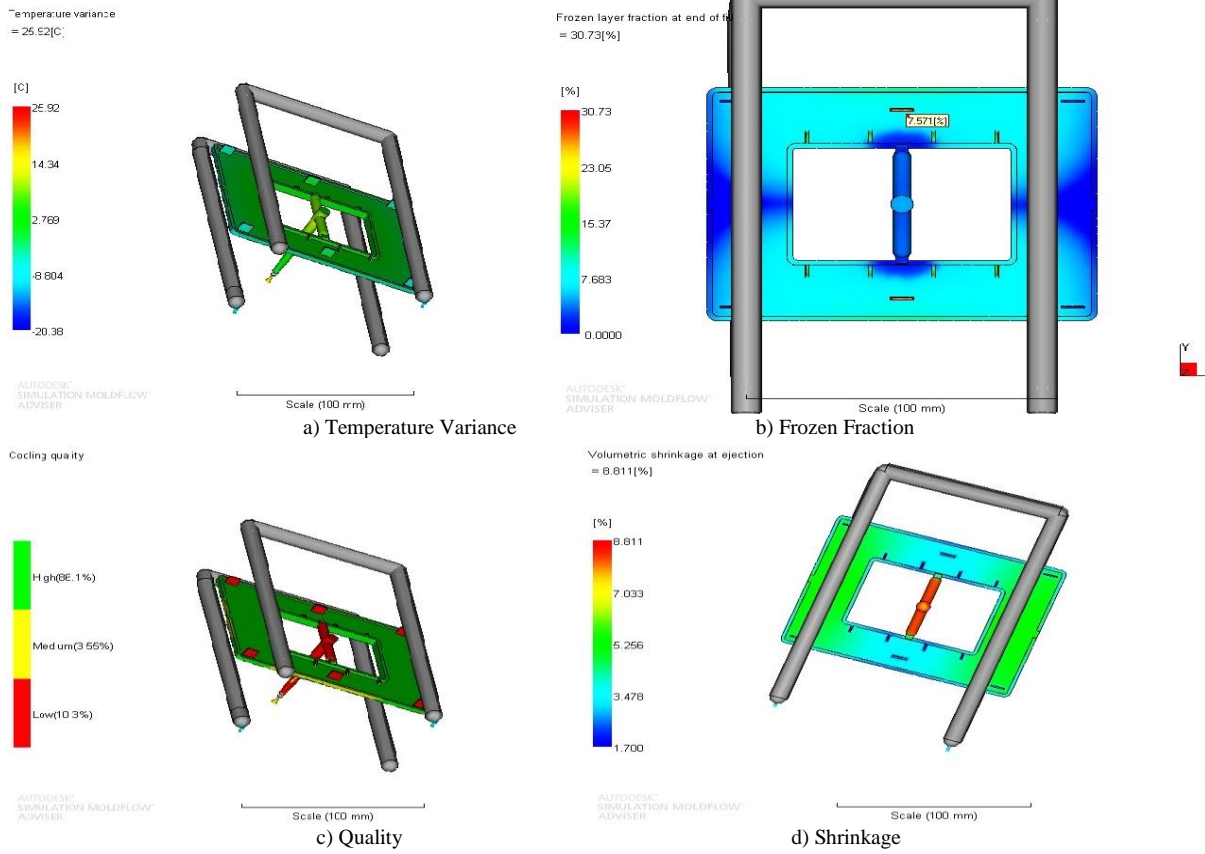 Temperature variance
= 25.92[C]
[C]
25.92
14.34
2.769
-8.804
-20.38
AUTODESK®
SIMULATION MOLDFLOW®
ADVISER
Scale (100 mm)
a) Temperature Variance
Frozen layer fraction at end of fi
= 30.73[%]
[%]
30.73
23.05
15.37
7.683
0.0000
7.571[%]
AUTODESK®
SIMULATION MOLDFLOW®
ADVISER
Scale (100 mm)
Y
Z
b) Frozen Fraction
Cooling quality
High(86.1%)
Medium(3.55%)
Low(10.3%)
AUTODESK®
SIMULATION MOLDFLOW®
ADVISER
Scale (100 mm)
c) Quality
Volumetric shrinkage at ejection
= 8.811[%]
[%]
8.811
7.033
5.256
3.478
1.700
AUTODESK®
SIMULATION MOLDFLOW®
ADVISER
Scale (100 mm)
d) Shrinkage